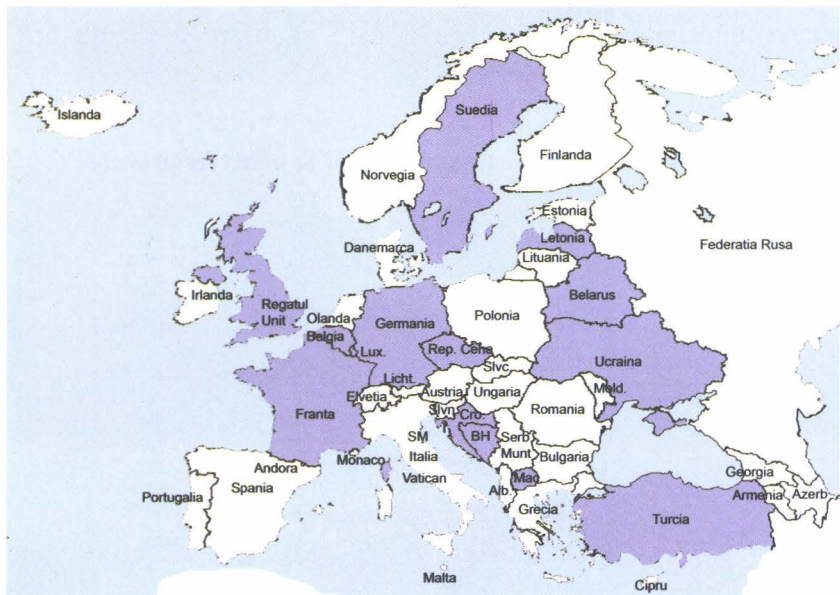 Islanda
Suedia
Norvegia
Finlanda
Estonia
Letonia
Federatia Rusa
Danemarca
Lituania
Irlanda
Regatul
Unit
Olanda
Belgia
Germania
Polonia
Belarus
Lux.
Rep. Cehe
Ucraina
Slvc.
Licht.
Austria
Ungaria
Mold.
Elvetia
Slvn.
Cro.
Romania
Franta
SM
BH
Serb
Monaco
Italia
Munt
Bulgaria
Andora
Vatican
Mac.
Georgia
Portugalia
Spania
Alb.
Grecia
Armenia
Azerb.
Turcia
Malta
Cipru